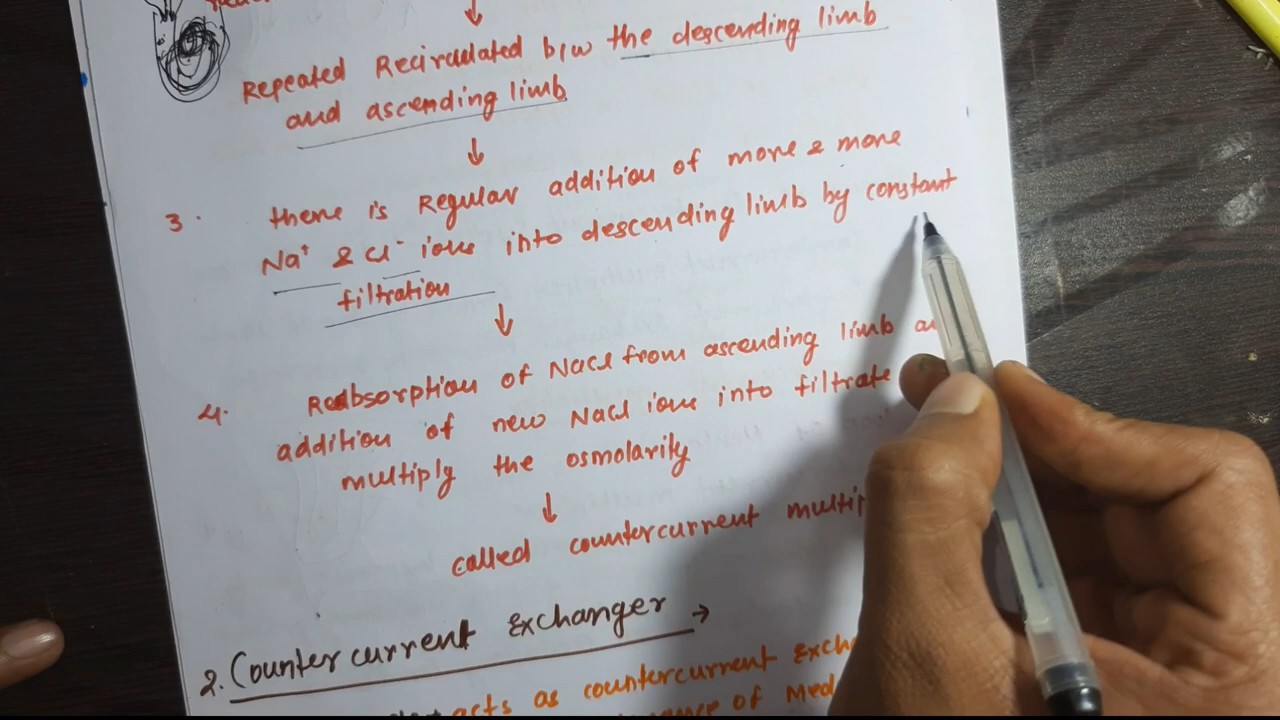 ↓
Repeated Recirculated b/w the descending limb
and ascending limb
↓
3. there is Regular addition of more & more
Na⁺ & Cl⁻ ions into descending limb by constant
filtration
↓
4. Reabsorption of Nacl from ascending limb
addition of new Nacl ions into filtrate
multiply the osmolarity
↓
called countercurrent
2. Countercurrent Exchanger →
acts as countercurrent
of